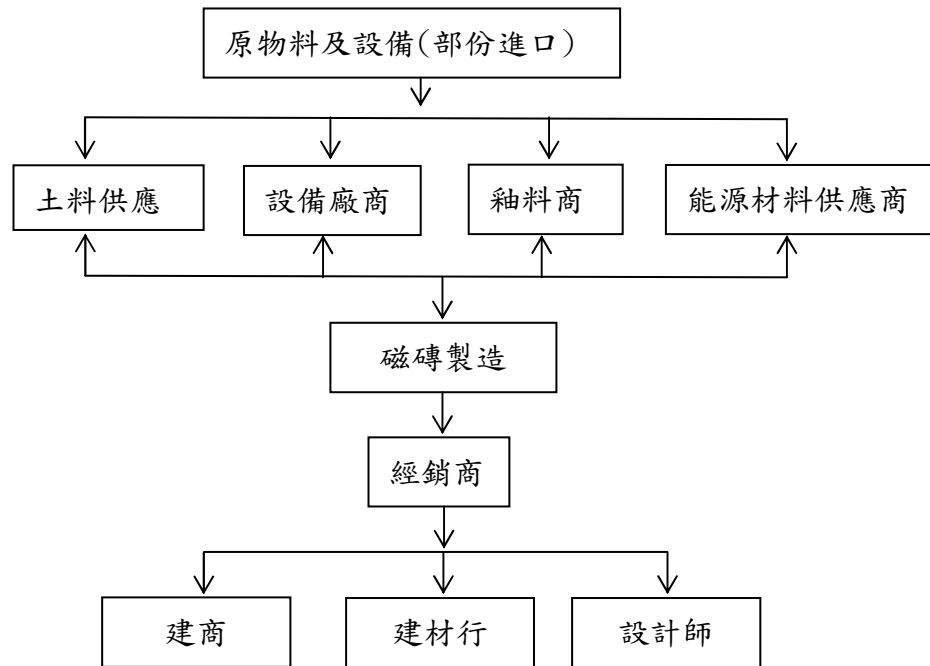 原物料及設備(部份進口)
土料供應
設備廠商
釉料商
能源材料供應商
磁磚製造
經銷商
建商
建材行
設計師